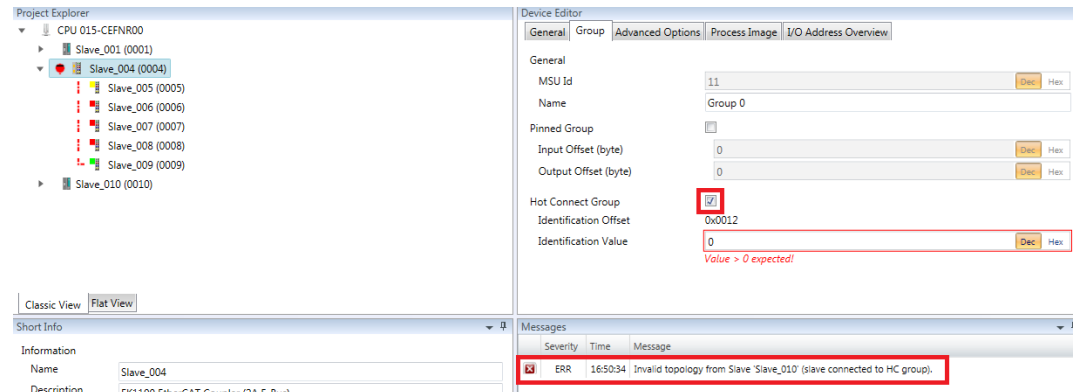 Project Explorer
CPU 015-CEFNR00
Slave_001 (0001)
Slave_004 (0004)
Slave_005 (0005)
Slave_006 (0006)
Slave_007 (0007)
Slave_008 (0008)
Slave_009 (0009)
Slave_010 (0010)
Classic View Flat View
Device Editor
General Group Advanced Options Process Image I/O Address Overview
General
MSU Id 11 Dec Hex
Name Group 0
Pinned Group
Input Offset (byte) 0 Dec Hex
Output Offset (byte) 0 Dec Hex
Hot Connect Group
Identification Offset 0x0012
Identification Value 0 Dec Hex
Value > 0 expected!
Short Info
Information
Name Slave_004
Description EK1100 EtherCAT Coupler (2A E-Bus)
Messages
Severity Time Message
ERR 16:50:34 Invalid topology from Slave 'Slave_010' (slave connected to HC group).